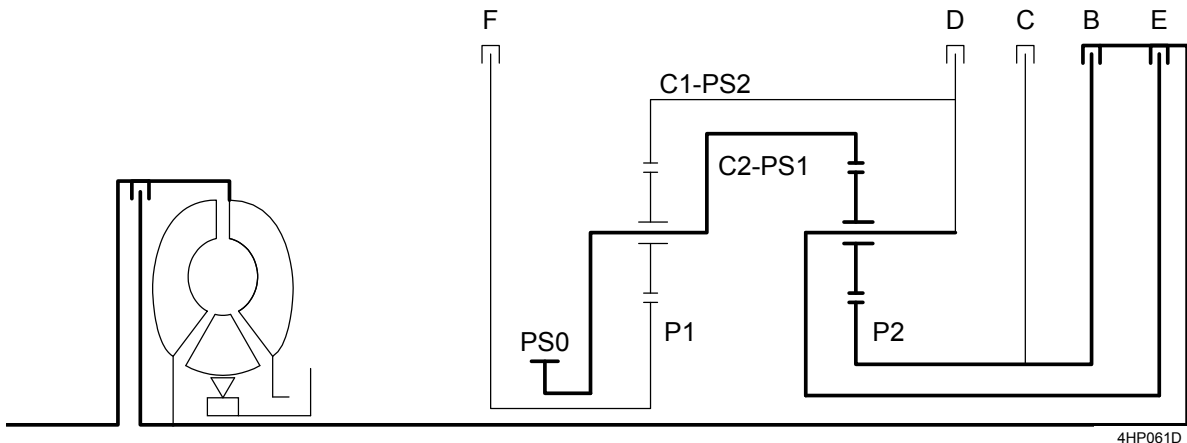 F D C B E
C1-PS2
C2-PS1
PS0 P1 P2
4HP061D